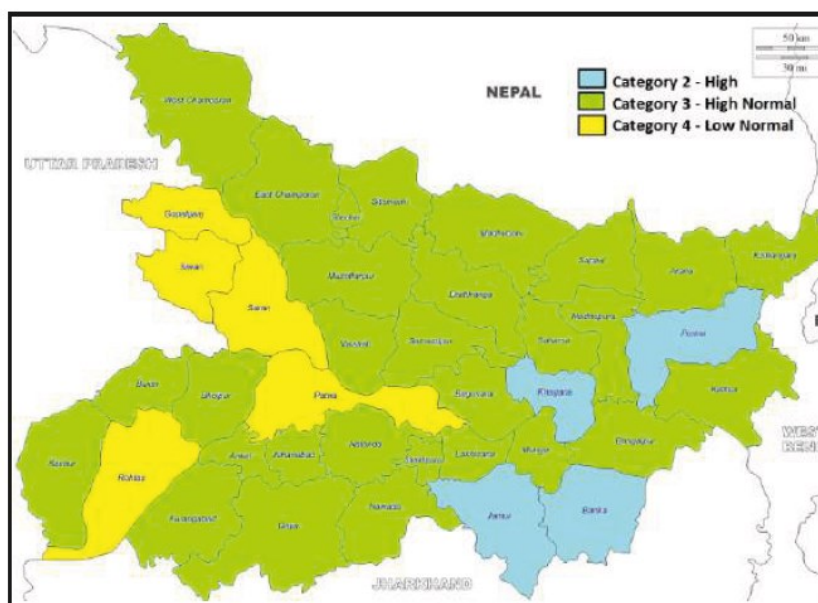 50 km
30 mi
Category 2 - High
Category 3 - High Normal
Category 4 - Low Normal
NEPAL
UTTAR PRADESH
West Champaran
East Champaran
Sheohar
Sitamarhi
Gopalganj
Siwan
Saran
Muzaffarpur
Madhubani
Supaul
Araria
Kishanganj
Darbhanga
Madhepura
Purnia
Vaishali
Samastipur
Saharsa
Buxar
Bhojpur
Patna
Begusarai
Khagaria
Katihar
Kaimur
Rohtas
Arwal
Jehanabad
Nalanda
Lakhisarai
Munger
Bhagalpur
Aurangabad
Gaya
Nawada
Jamui
Banka
JHARKHAND